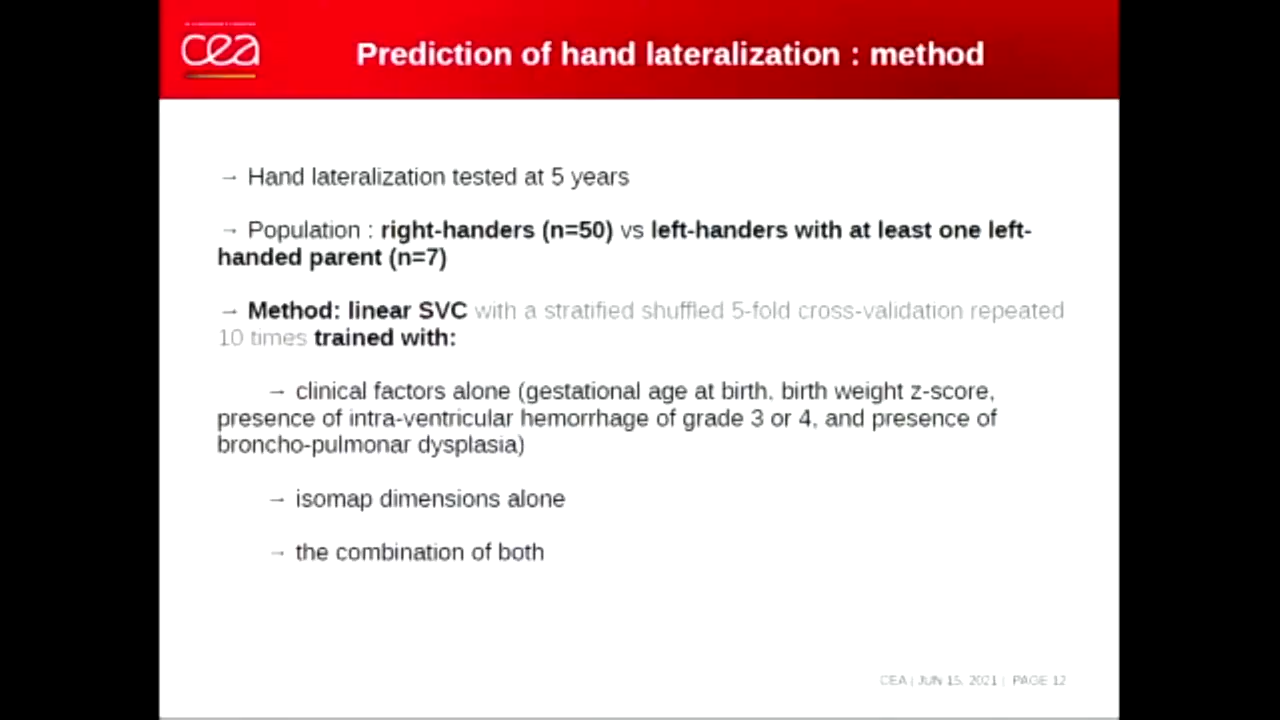 cea
Prediction of hand lateralization : method
→ Hand lateralization tested at 5 years
→ Population : right-handers (n=50) vs left-handers with at least one left-
handed parent (n=7)
→ Method: linear SVC with a stratified shuffled 5-fold cross-validation repeated
10 times trained with:
→ clinical factors alone (gestational age at birth, birth weight z-score,
presence of intra-ventricular hemorrhage of grade 3 or 4, and presence of
broncho-pulmonar dysplasia)
→ isomap dimensions alone
→ the combination of both
CEA | JUN 15, 2021 | PAGE 12